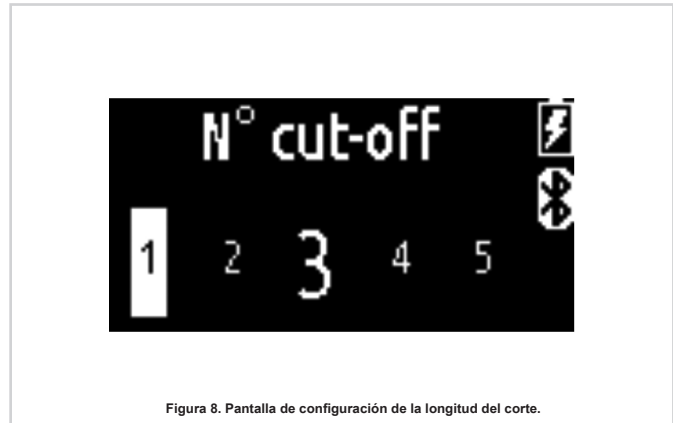 N° cut-off
1 2 3 4 5
Figura 8. Pantalla de configuración de la longitud del corte.